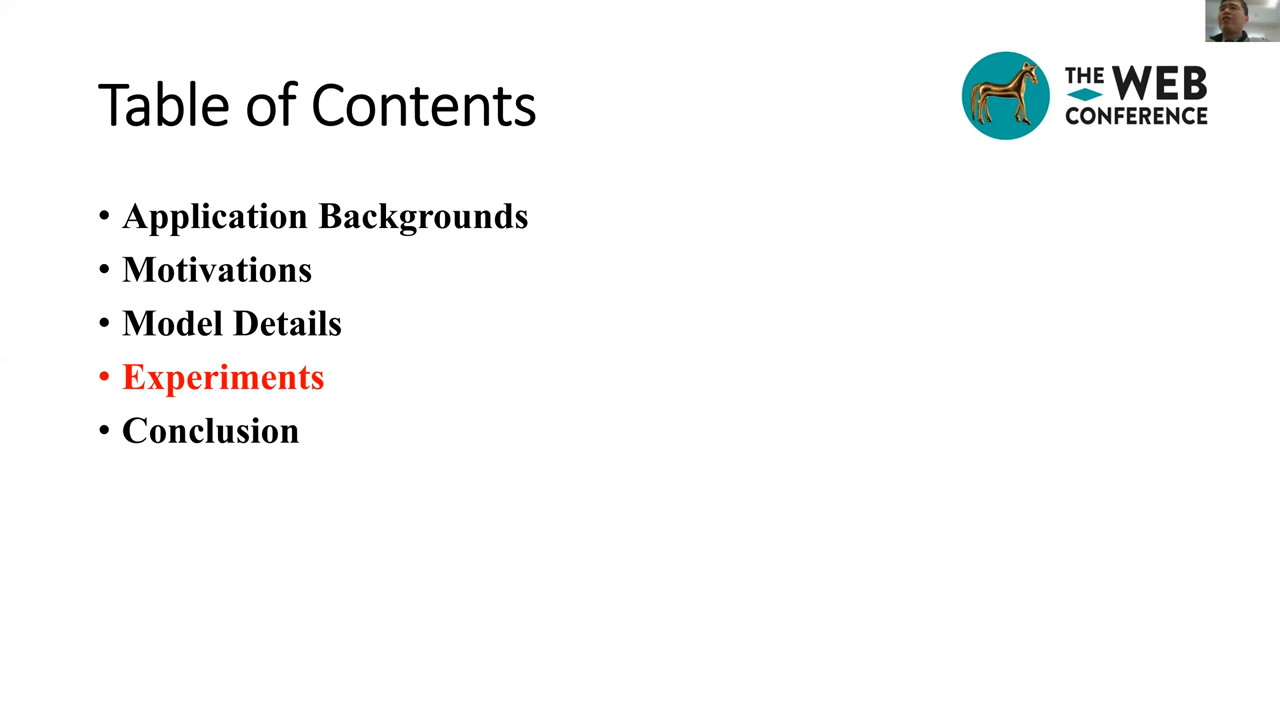 Table of Contents
THE WEB
CONFERENCE
• Application Backgrounds
• Motivations
• Model Details
• Experiments
• Conclusion